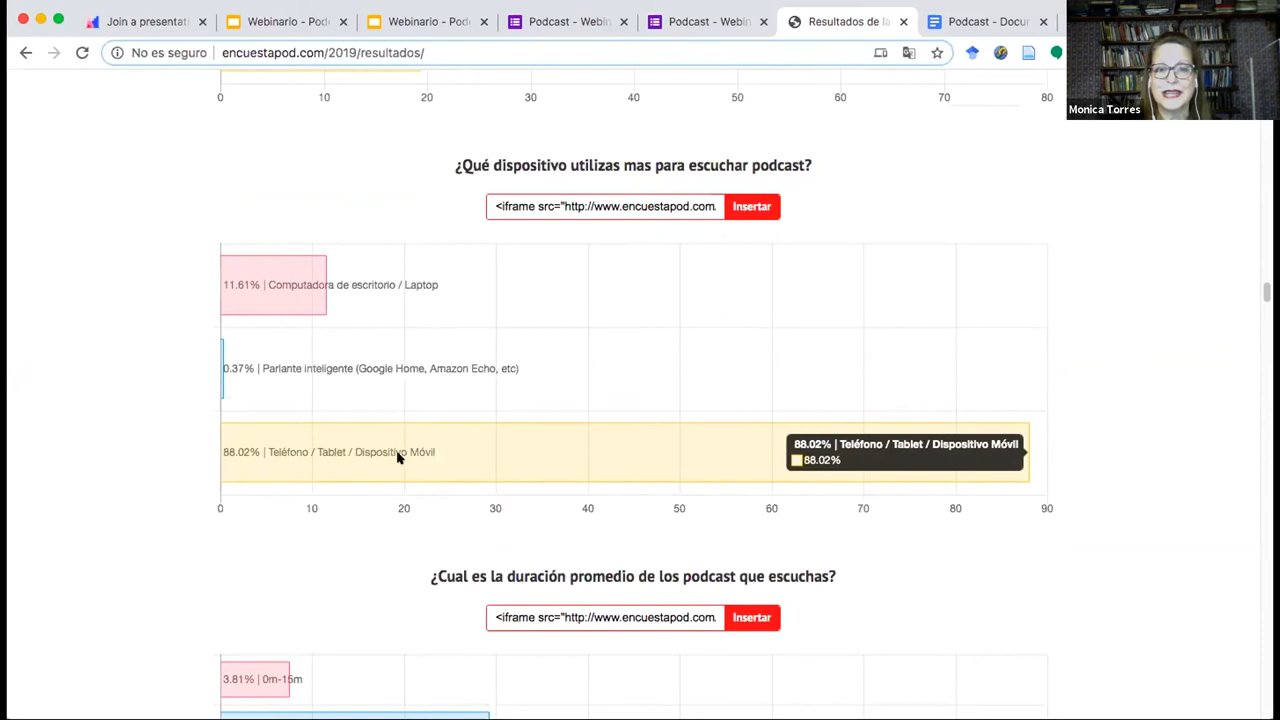 Join a presentati
Webinario - Pode
Webinario - Pod
Podcast - Webin
Podcast - Webin
Resultados de la
Podcast - Docu
No es seguro
encuestapod.com/2019/resultados/
Monica Torres
0 10 20 30 40 50 60 70 80
¿Qué dispositivo utilizas mas para escuchar podcast?
<iframe src="http://www.encuestapod.com. Insertar
11.61% | Computadora de escritorio / Laptop
0.37% | Parlante inteligente (Google Home, Amazon Echo, etc)
88.02% | Teléfono / Tablet / Dispositivo Móvil
88.02% | Teléfono / Tablet / Dispositivo Móvil
88.02%
0 10 20 30 40 50 60 70 80 90
¿Cual es la duración promedio de los podcast que escuchas?
<iframe src="http://www.encuestapod.com. Insertar
3.81% | 0m-15m